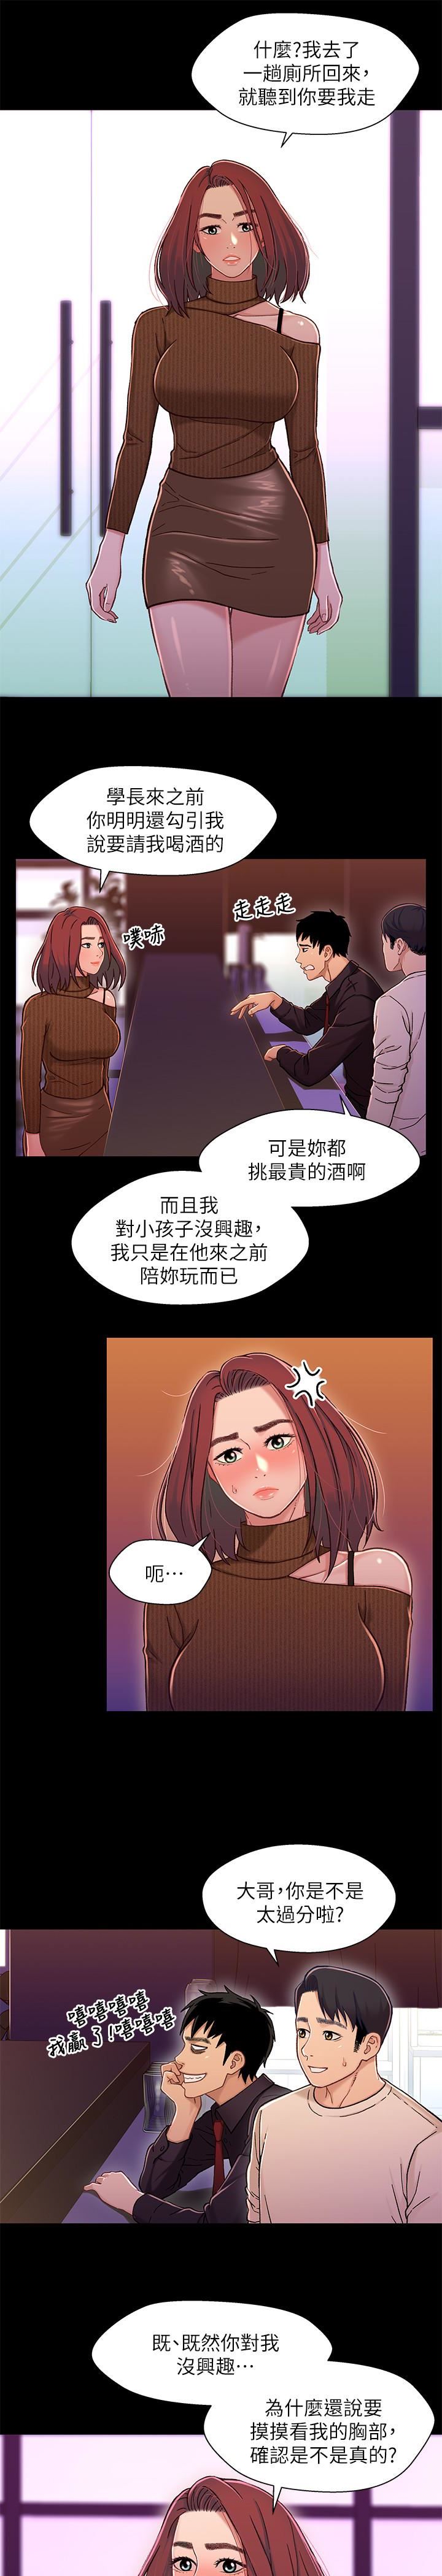 什麼?我去了
一趟廁所回來,
就聽到你要我走
學長來之前
你明明還勾引我
說要請我喝酒的
走走走
噗哧
可是妳都
挑最貴的酒啊
而且我
對小孩子沒興趣,
我只是在他來之前
陪妳玩而已
呃…
大哥,你是不是
太過分啦?
嘻嘻嘻嘻
我贏了!嘻嘻嘻
既、既然你對我
沒興趣…
為什麼還說要
摸摸看我的胸部,
確認是不是真的?